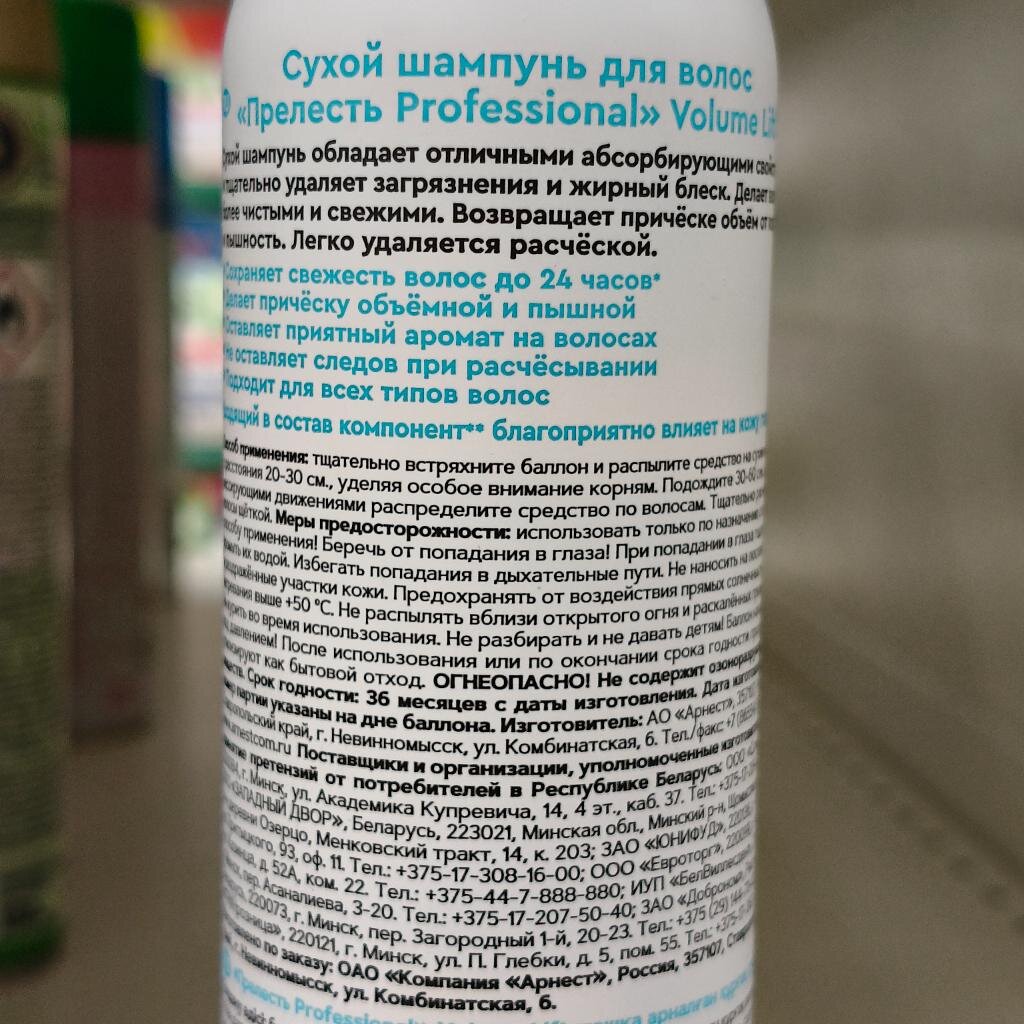 Сухой шампунь для волос
«Прелесть Professional» Volume
шампунь обладает отличными абсорбирующими
тщательно удаляет загрязнения и жирный блеск. Делает
чистыми и свежими. Возвращает причёске объём от
пышность. Легко удаляется расчёской.
Сохраняет свежесть волос до 24 часов*
Делает причёску объёмной и пышной
Оставляет приятный аромат на волосах
Не оставляет следов при расчёсывании
Подходит для всех типов волос
в состав компонент** благоприятно влияет на кожу
применения: тщательно встряхните баллон и распылите средство на
расстояния 20-30 см., уделяя особое внимание корням. Подождите 30-60
движениями распределите средство по волосам. Тщательно
щёткой. Меры предосторожности: использовать только по назначению
применения! Беречь от попадания в глаза! При попадании в глаза
их водой. Избегать попадания в дыхательные пути. Не наносить на
участки кожи. Предохранять от воздействия прямых солнечных
выше +50 °С. Не распылять вблизи открытого огня и раскалённых
во время использования. Не разбирать и не давать детям! Баллон
давлением! После использования или по окончании срока годности
как бытовой отход. ОГНЕОПАСНО! Не содержит
Срок годности: 36 месяцев с даты изготовления. Дата
партии указаны на дне баллона. Изготовитель: АО «Арнест»,
край, г. Невинномысск, ул. Комбинатская, 6. Тел./факс: +7
Поставщики и организации, уполномоченные
претензий от потребителей в Республике Беларусь: ООО
г. Минск, ул. Академика Купревича, 14, 4 эт., каб. 37. Тел.:
«ЗАПАДНЫЙ ДВОР», Беларусь, 223021, Минская обл., Минский р-н,
Озерцо, Менковский тракт, 14, к. 203; ЗАО «ЮНИФУД»,
93, оф. 11. Тел.: +375-17-308-16-00; ООО «Евроторг»,
д. 52А, ком. 22. Тел.: +375-44-7-888-880; ИУП
пер. Асаналиева, 3-20. Тел.: +375-17-207-50-40; ЗАО
220073, г. Минск, пер. Загородный 1-й, 20-23. Тел.: +375 (29)
220121, г. Минск, ул. П. Глебки, д. 5, пом. 55. Тел.:
по заказу: ОАО «Компания «Арнест», Россия, 357107,
г. Невинномысск, ул. Комбинатская, 6.
«Прелесть Professional»